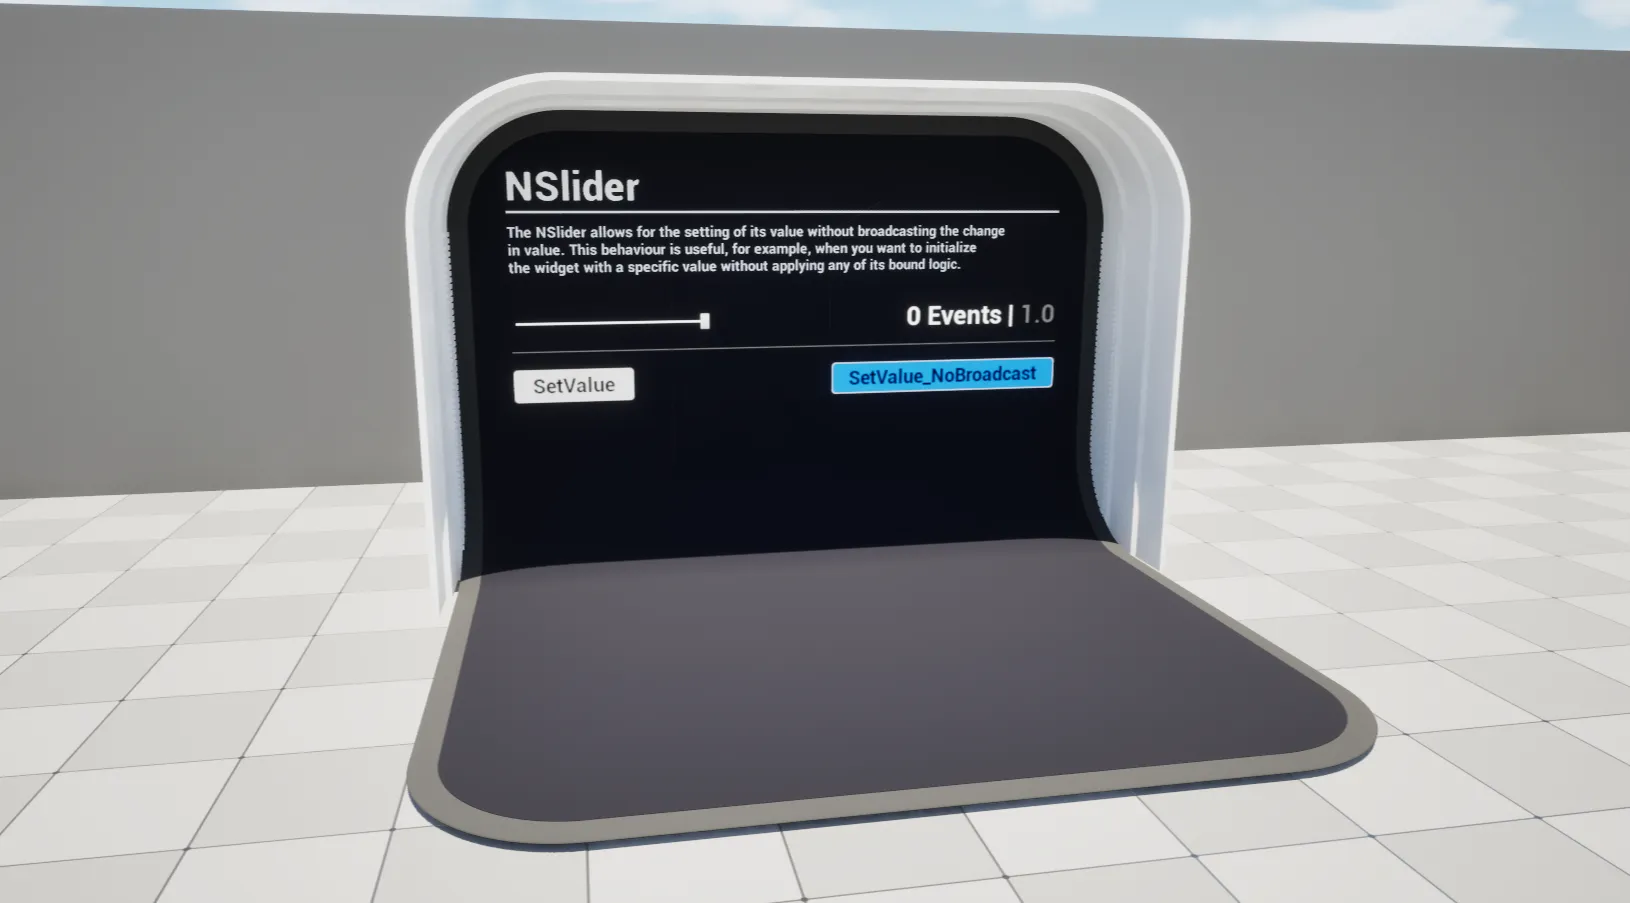 NSlider
The NSlider allows for the setting of its value without broadcasting the change
in value. This behaviour is useful, for example, when you want to initialize
the widget with a specific value without applying any of its bound logic.
0 Events | 1.0
SetValue
SetValue_NoBroadcast